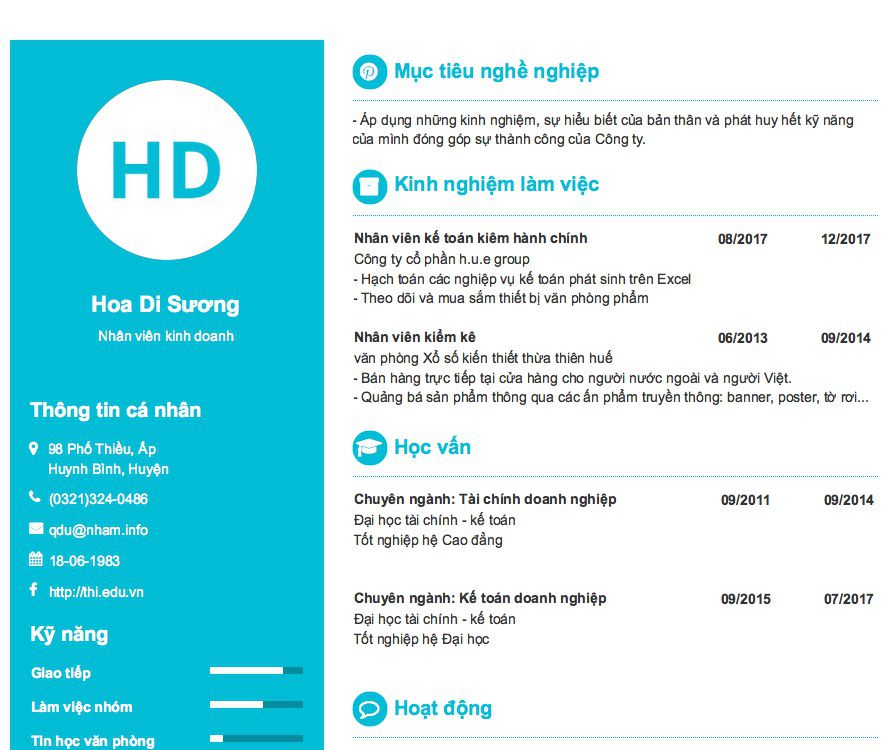 HD
Hoa Di Sương
Nhân viên kinh doanh
Thông tin cá nhân
98 Phố Thiều, Ấp
Huynh Bình, Huyện
(0321)324-0486
qdu@nham.info
18-06-1983
http://thi.edu.vn
Kỹ năng
Giao tiếp
Làm việc nhóm
Tin học văn phòng
Mục tiêu nghề nghiệp
- Áp dụng những kinh nghiệm, sự hiểu biết của bản thân và phát huy hết kỹ năng
của mình đóng góp sự thành công của Công ty.
Kinh nghiệm làm việc
Nhân viên kế toán kiêm hành chính 08/2017 12/2017
Công ty cổ phần h.u.e group
- Hạch toán các nghiệp vụ kế toán phát sinh trên Excel
- Theo dõi và mua sắm thiết bị văn phòng phẩm
Nhân viên kiểm kê 06/2013 09/2014
văn phòng Xổ số kiến thiết thừa thiên huế
- Bán hàng trực tiếp tại cửa hàng cho người nước ngoài và người Việt.
- Quảng bá sản phẩm thông qua các ấn phẩm truyền thông: banner, poster, tờ rơi...
Học vấn
Chuyên ngành: Tài chính doanh nghiệp 09/2011 09/2014
Đại học tài chính - kế toán
Tốt nghiệp hệ Cao đẳng
Chuyên ngành: Kế toán doanh nghiệp 09/2015 07/2017
Đại học tài chính - kế toán
Tốt nghiệp hệ Đại học
Hoạt động